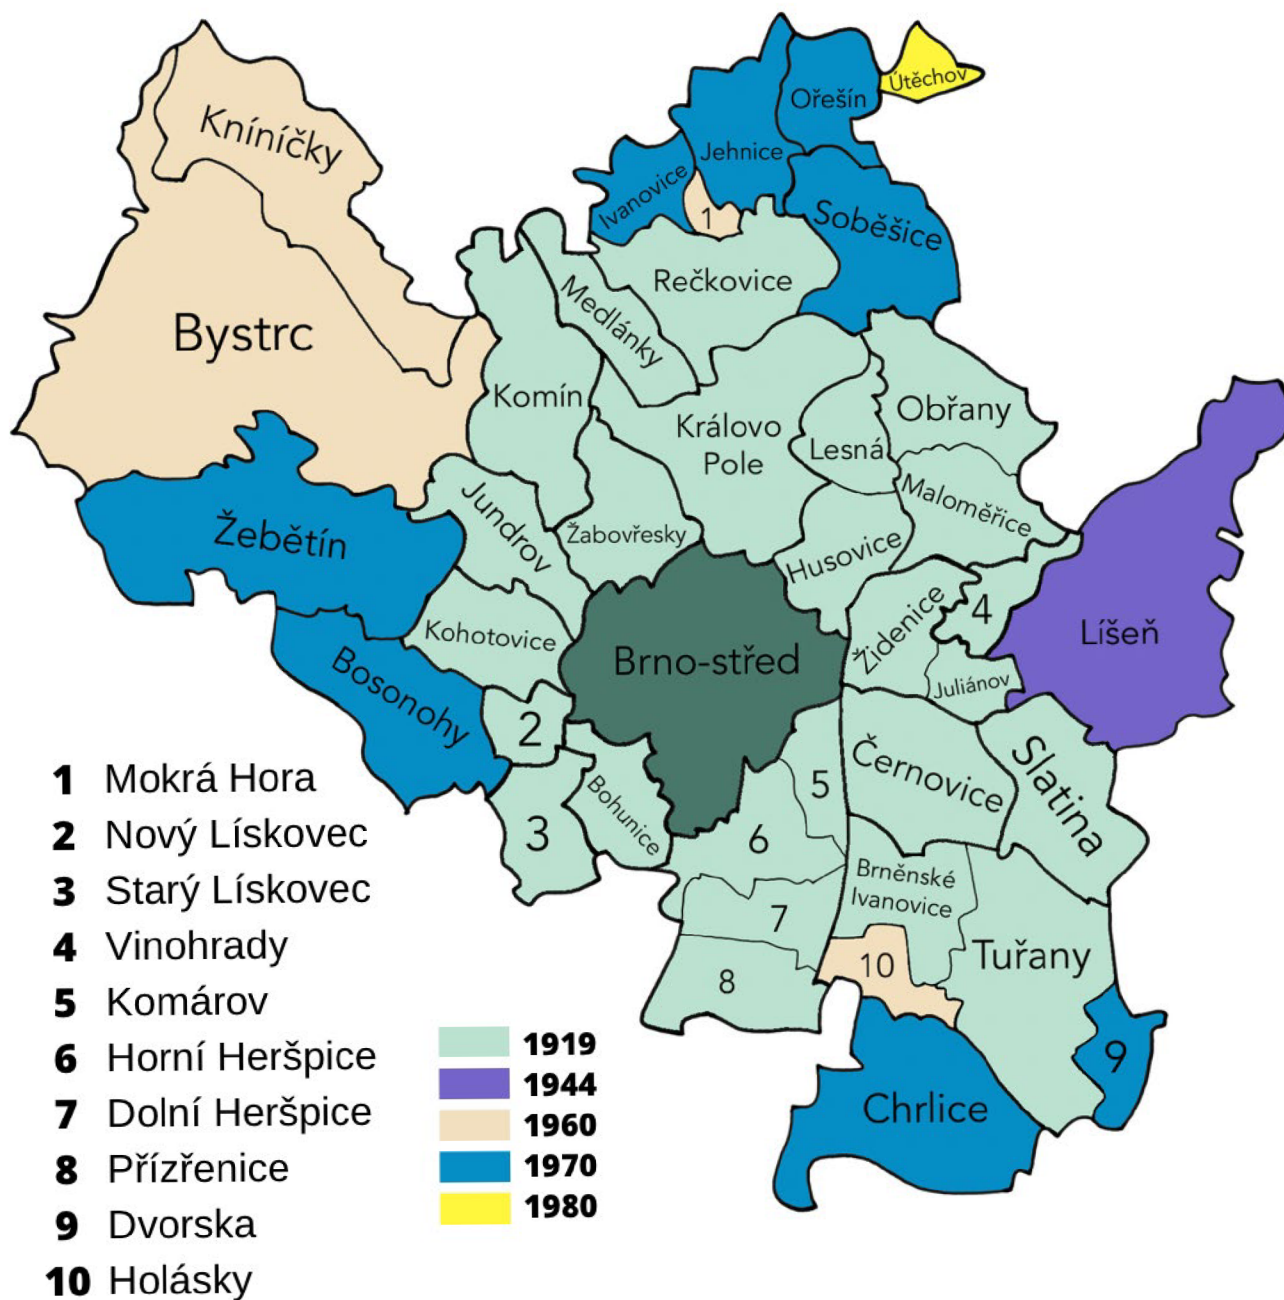 Kníničky
Bystrc
Žebětín
Bosonohy
Útěchov
Ořešín
Jehnice
Ivanovice
1
Soběšice
Rečkovice
Medlánky
Komín
Královo
Pole
Lesná
Obřany
Maloměřice
Jundrov
Žabovřesky
Husovice
Židenice
4
Líšeň
Kohotovice
Brno-střed
Juliánov
2
Černovice
Slatina
3
Bohunice
5
6
Brněnské
Ivanovice
7
Tuřany
8
10
9
Chrlice
1 Mokrá Hora
2 Nový Lískovec
3 Starý Lískovec
4 Vinohrady
5 Komárov
6 Horní Heršpice
7 Dolní Heršpice
8 Přízřenice
9 Dvorska
10 Holásky
1919
1944
1960
1970
1980